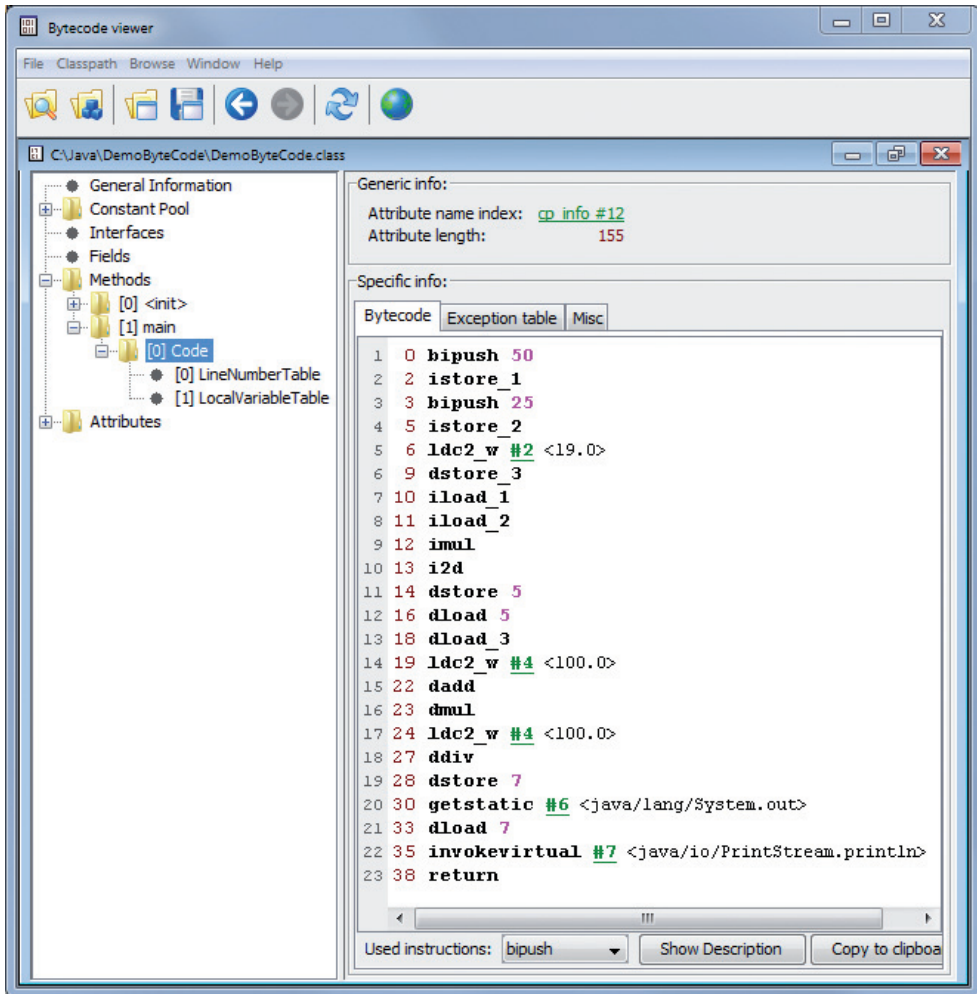 Bytecode viewer
File Classpath Browse Window Help
C:\Java\DemoByteCode\DemoByteCode.class
General Information
Constant Pool
Interfaces
Fields
Methods
[0] <init>
[1] main
[0] Code
[0] LineNumberTable
[1] LocalVariableTable
Attributes
Generic info:
Attribute name index: cp_info #12
Attribute length: 155
Specific info:
Bytecode Exception table Misc
1 0 bipush 50
2 2 istore_1
3 3 bipush 25
4 5 istore_2
5 6 ldc2_w #2 <19.0>
6 9 dstore_3
7 10 iload_1
8 11 iload_2
9 12 imul
10 13 i2d
11 14 dstore 5
12 16 dload 5
13 18 dload_3
14 19 ldc2_w #4 <100.0>
15 22 dadd
16 23 dmul
17 24 ldc2_w #4 <100.0>
18 27 ddiv
19 28 dstore 7
20 30 getstatic #6 <java/lang/System.out>
21 33 dload 7
22 35 invokevirtual #7 <java/io/PrintStream.println>
23 38 return
Used instructions: bipush Show Description Copy to clipboa